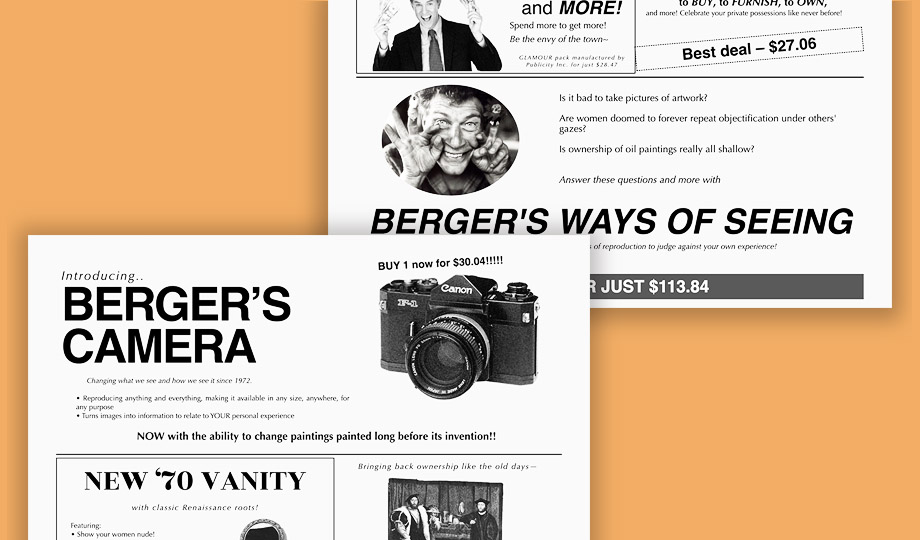 and MORE!
Spend more to get more!
Be the envy of the town~
GLAMOUR pack manufactured by
Publicity Inc. for just $28.47
to BUY, to FURNISH, to OWN,
and more! Celebrate your private possessions like never before!
Best deal – $27.06
Is it bad to take pictures of artwork?
Are women doomed to forever repeat objectification under others'
gazes?
Is ownership of oil paintings really all shallow?
Answer these questions and more with
BERGER'S WAYS OF SEEING
of reproduction to judge against your own experience!
JUST $113.84
Introducing..
BERGER'S
CAMERA
BUY 1 now for $30.04!!!!!
Canon
F-1
Changing what we see and how we see it since 1972.
• Reproducing anything and everything, making it available in any size, anywhere, for
any purpose
• Turns images into information to relate to YOUR personal experience
NOW with the ability to change paintings painted long before its invention!!
NEW '70 VANITY
with classic Renaissance roots!
Featuring:
• Show your women nude!
Bringing back ownership like the old days—